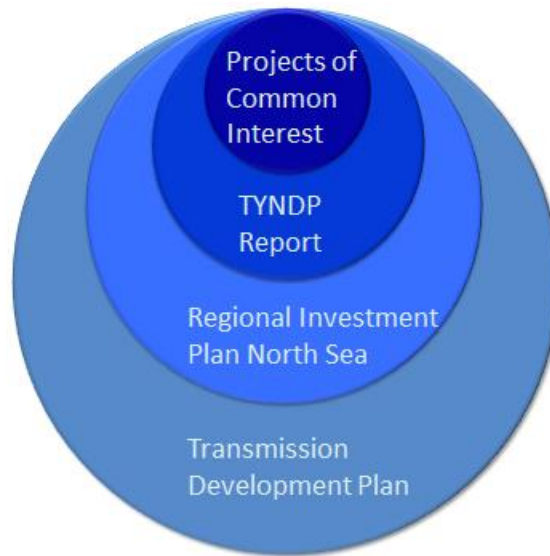 Projects of
Common
Interest
TYNDP
Report
Regional Investment
Plan North Sea
Transmission
Development Plan